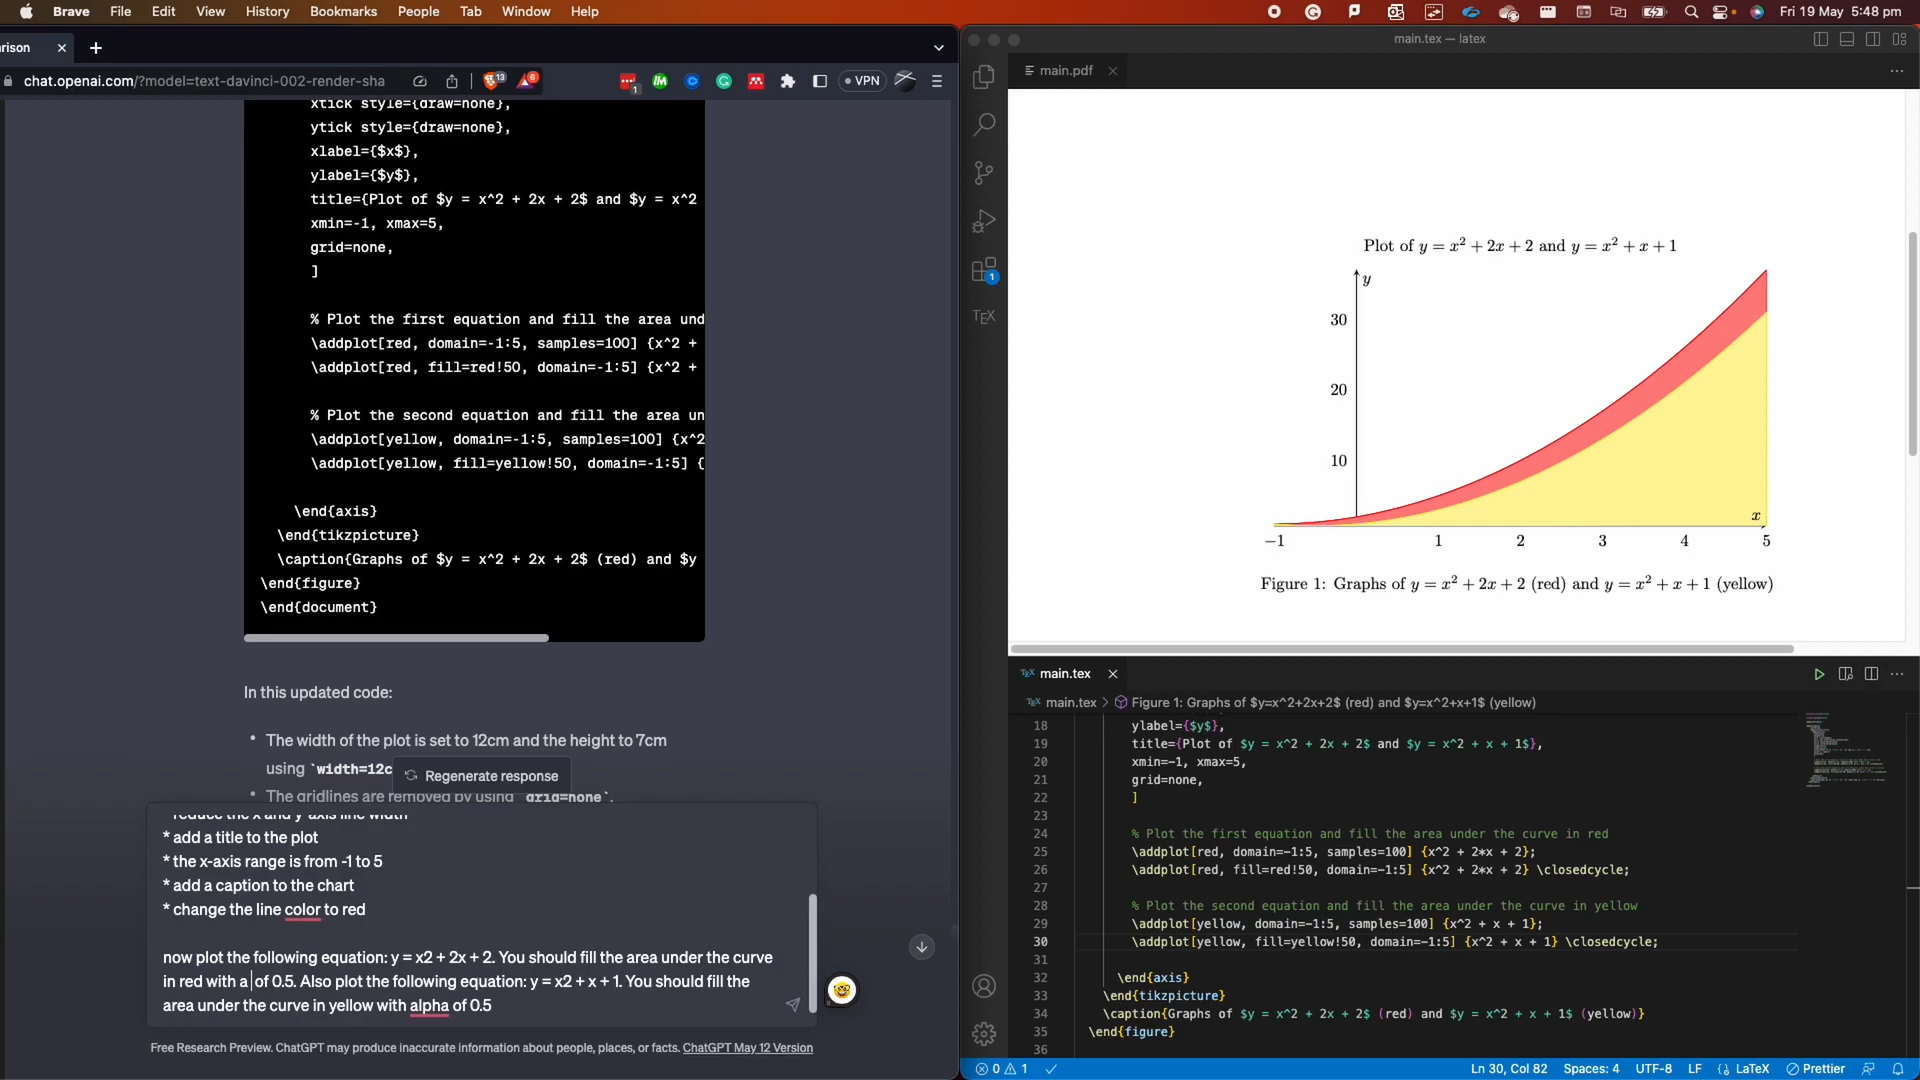 Brave File Edit View History Bookmarks People Tab Window Help
Fri 19 May 5:48 pm
rison
chat.openai.com/?model=text-davinci-002-render-sha
13
6
1
VPN
xtick style={draw=none},
ytick style={draw=none},
xlabel={$x$},
ylabel={$y$},
title={Plot of $y = x^2 + 2x + 2$ and $y = x^2
xmin=-1, xmax=5,
grid=none,
]
% Plot the first equation and fill the area und
\addplot[red, domain=-1:5, samples=100] {x^2 +
\addplot[red, fill=red!50, domain=-1:5] {x^2 +
% Plot the second equation and fill the area un
\addplot[yellow, domain=-1:5, samples=100] {x^2
\addplot[yellow, fill=yellow!50, domain=-1:5] {
\end{axis}
\end{tikzpicture}
\caption{Graphs of $y = x^2 + 2x + 2$ (red) and $y
\end{figure}
\end{document}
In this updated code:
• The width of the plot is set to 12cm and the height to 7cm
using `width=12c
Regenerate response
• The gridlines are removed by using `grid=none`.
reduce the x and y axis line width
* add a title to the plot
* the x-axis range is from -1 to 5
* add a caption to the chart
* change the line color to red
now plot the following equation: y = x2 + 2x + 2. You should fill the area under the curve
in red with a of 0.5. Also plot the following equation: y = x2 + x + 1. You should fill the
area under the curve in yellow with alpha of 0.5
Free Research Preview. ChatGPT may produce inaccurate information about people, places, or facts. ChatGPT May 12 Version
main.tex — latex
main.pdf
1
TEX
Plot of y = x² + 2x + 2 and y = x² + x + 1
y
30
20
10
x
−1 1 2 3 4 5
Figure 1: Graphs of y = x² + 2x + 2 (red) and y = x² + x + 1 (yellow)
main.tex
main.tex > Figure 1: Graphs of $y=x^2+2x+2$ (red) and $y=x^2+x+1$ (yellow)
18 ylabel={$y$},
19 title={Plot of $y = x^2 + 2x + 2$ and $y = x^2 + x + 1$},
20 xmin=-1, xmax=5,
21 grid=none,
22 ]
23
24 % Plot the first equation and fill the area under the curve in red
25 \addplot[red, domain=-1:5, samples=100] {x^2 + 2*x + 2};
26 \addplot[red, fill=red!50, domain=-1:5] {x^2 + 2*x + 2} \closedcycle;
27
28 % Plot the second equation and fill the area under the curve in yellow
29 \addplot[yellow, domain=-1:5, samples=100] {x^2 + x + 1};
30 \addplot[yellow, fill=yellow!50, domain=-1:5] {x^2 + x + 1} \closedcycle;
31
32 \end{axis}
33 \end{tikzpicture}
34 \caption{Graphs of $y = x^2 + 2x + 2$ (red) and $y = x^2 + x + 1$ (yellow)}
35 \end{figure}
36
0 1 Ln 30, Col 82 Spaces: 4 UTF-8 LF {} LaTeX Prettier